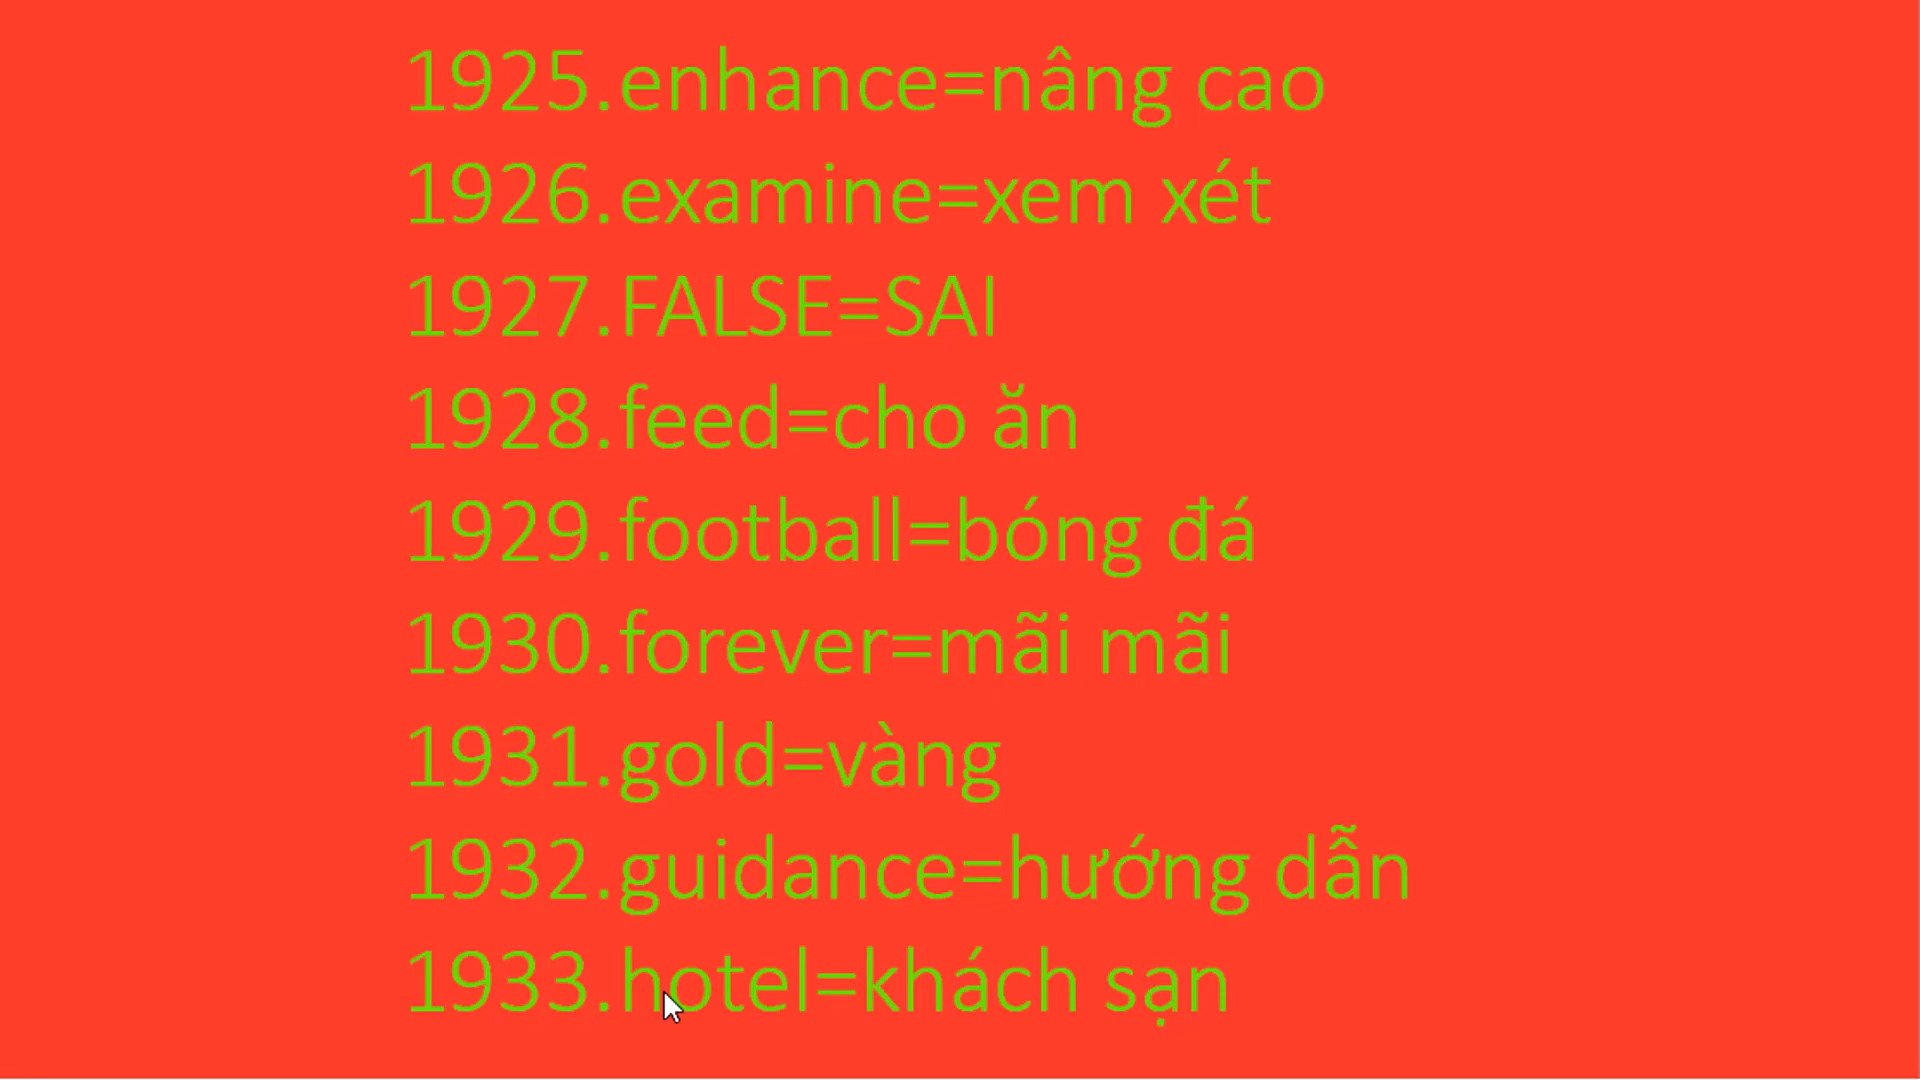 1925.enhance=nâng cao
1926.examine=xem xét
1927.FALSE=SAI
1928.feed=cho ăn
1929.football=bóng đá
1930.forever=mãi mãi
1931.gold=vàng
1932.guidance=hướng dẫn
1933.hotel=khách sạn